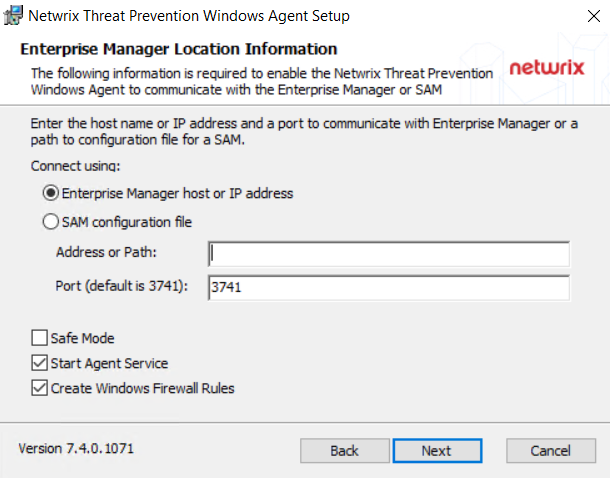 Netwrix Threat Prevention Windows Agent Setup
Enterprise Manager Location Information
The following information is required to enable the Netwrix Threat Prevention
Windows Agent to communicate with the Enterprise Manager or SAM
netwrix
Enter the host name or IP address and a port to communicate with Enterprise Manager or a
path to configuration file for a SAM.
Connect using:
Enterprise Manager host or IP address
SAM configuration file
Address or Path:
Port (default is 3741): 3741
Safe Mode
Start Agent Service
Create Windows Firewall Rules
Version 7.4.0.1071 Back Next Cancel